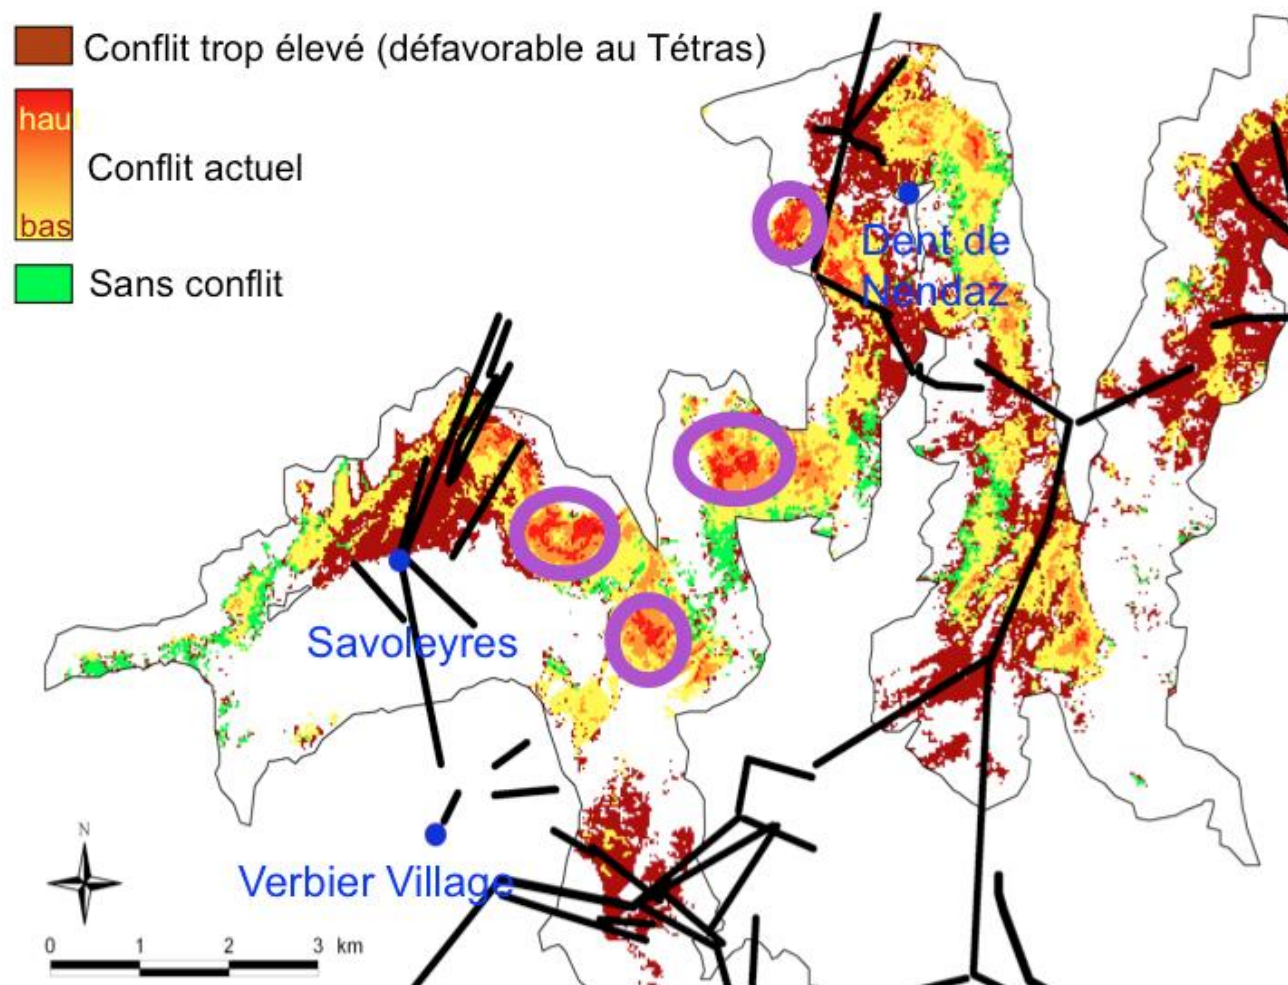 Conflit trop élevé (défavorable au Tétras)
hau
Conflit actuel
bas
Sans conflit
Dent de
Nendaz
Savoleyres
Verbier Village
N
0 1 2 3 km